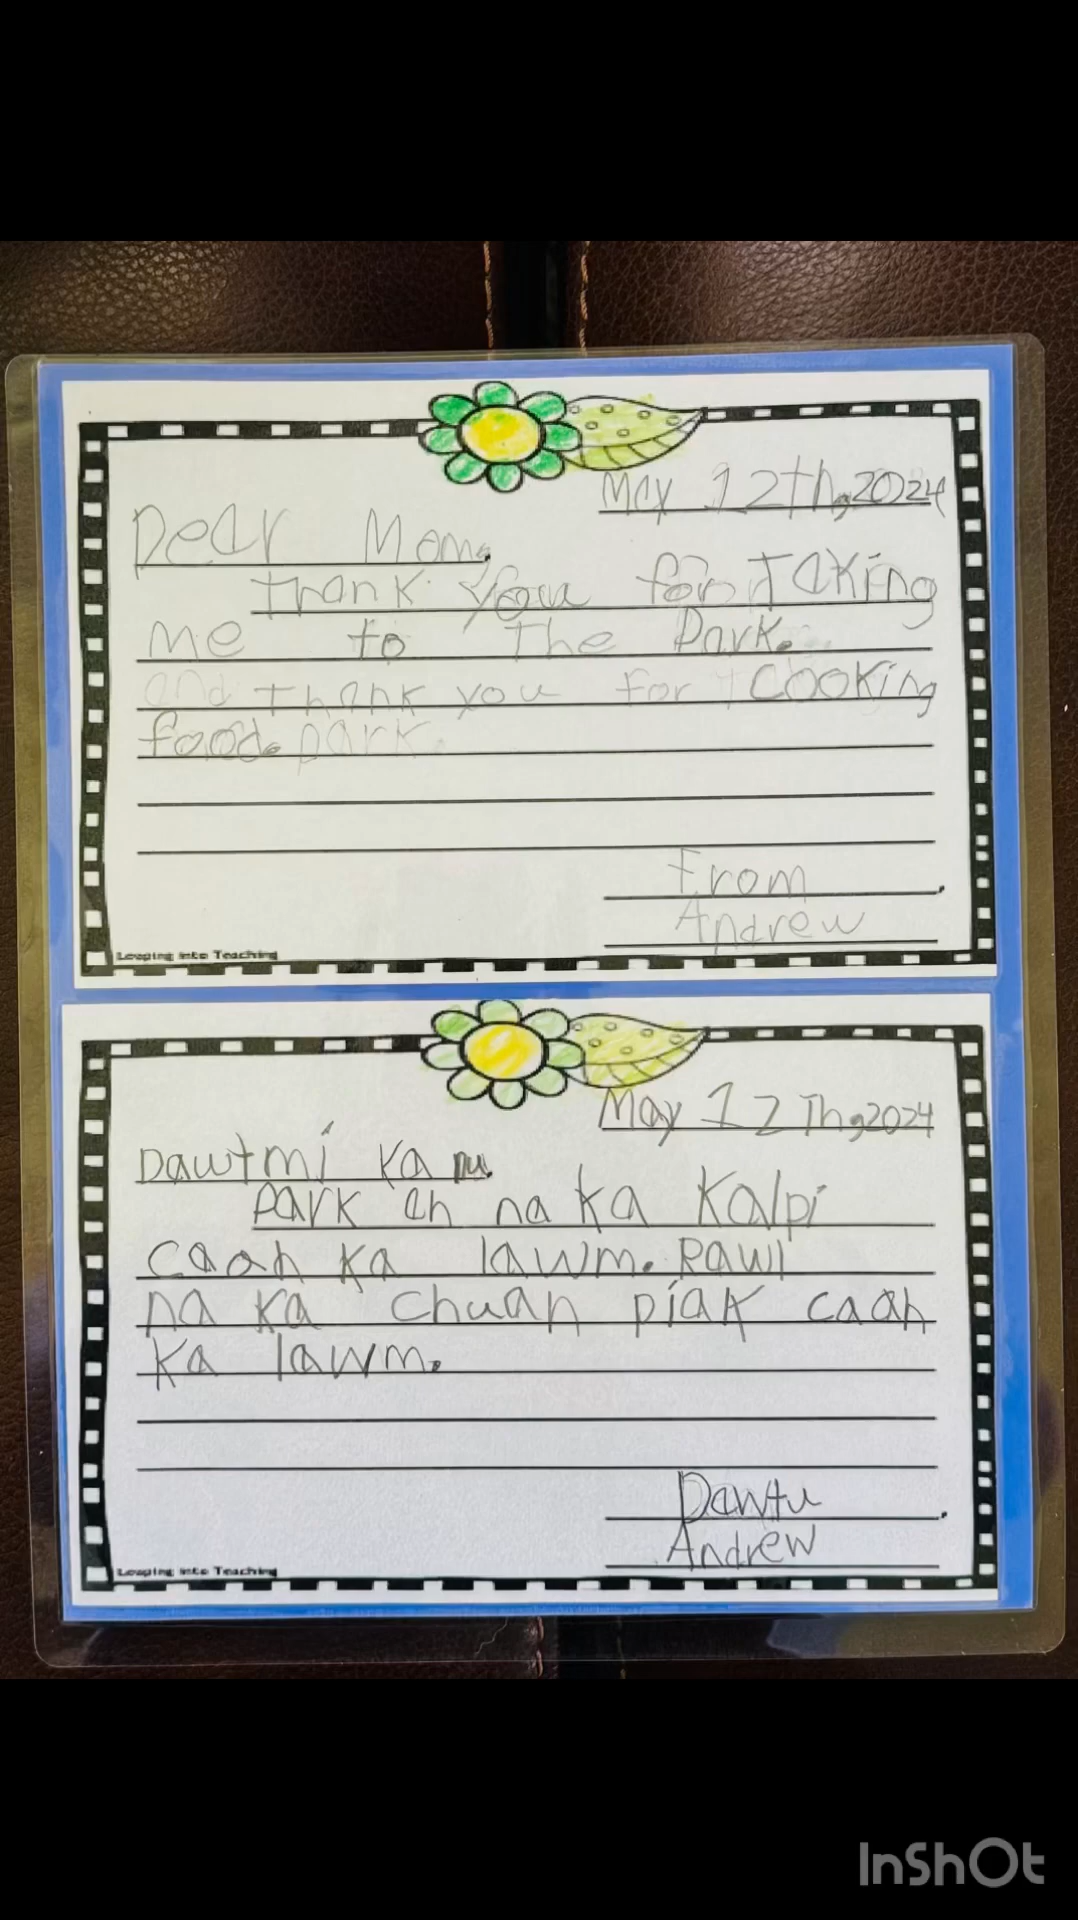 May 12th, 2024
Dear Mom,
Thank you for Taking
me to The Park.
and Thank you for Cooking
food. park.
From
Andrew
Leaping into Teaching
May 12Th, 2024
Dawtmi ka nu.
park ah na ka kalpi
caah ka lawm. Rawl
na ka chuan piak caah
ka lawm.
Dawtu
Andrew
Leaping into Teaching
InShOt